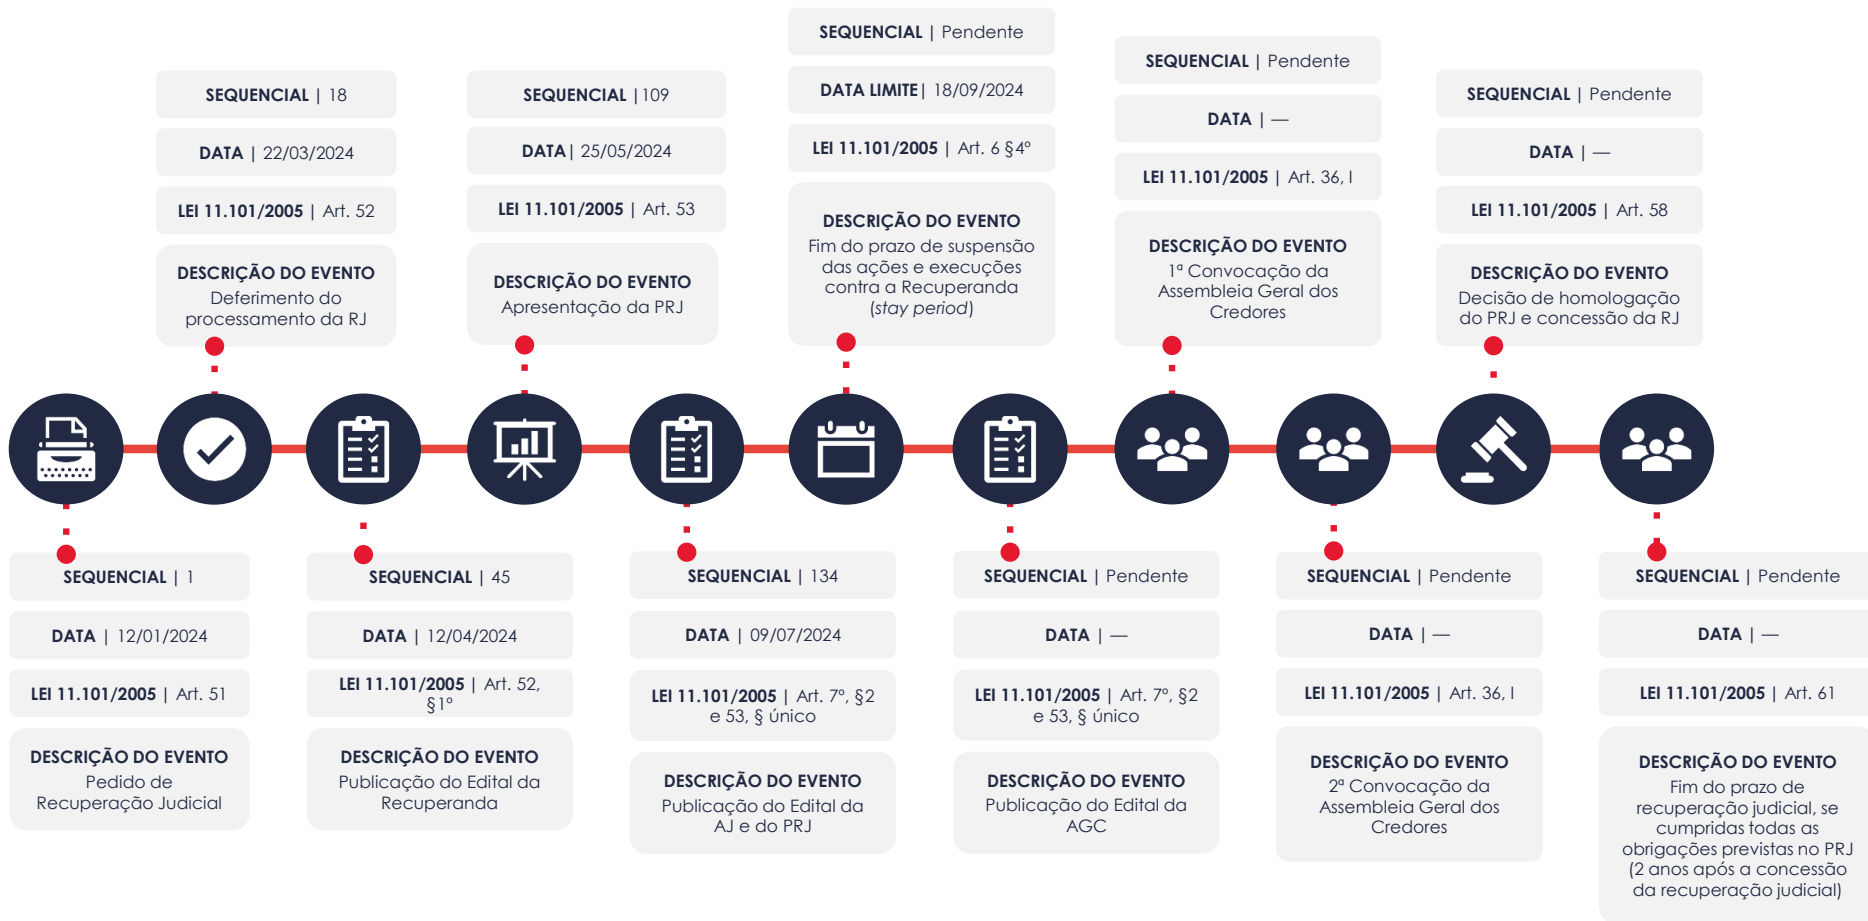 SEQUENCIAL | 18
DATA | 22/03/2024
LEI 11.101/2005 | Art. 52
DESCRIÇÃO DO EVENTO
Deferimento do
processamento da RJ
SEQUENCIAL |109
DATA| 25/05/2024
LEI 11.101/2005 | Art. 53
DESCRIÇÃO DO EVENTO
Apresentação da PRJ
SEQUENCIAL | Pendente
DATA LIMITE| 18/09/2024
LEI 11.101/2005 | Art. 6 §4º
DESCRIÇÃO DO EVENTO
Fim do prazo de suspensão
das ações e execuções
contra a Recuperanda
(stay period)
SEQUENCIAL | Pendente
DATA | —
LEI 11.101/2005 | Art. 36, I
DESCRIÇÃO DO EVENTO
1ª Convocação da
Assembleia Geral dos
Credores
SEQUENCIAL | Pendente
DATA | —
LEI 11.101/2005 | Art. 58
DESCRIÇÃO DO EVENTO
Decisão de homologação
do PRJ e concessão da RJ
SEQUENCIAL | 1
DATA | 12/01/2024
LEI 11.101/2005 | Art. 51
DESCRIÇÃO DO EVENTO
Pedido de
Recuperação Judicial
SEQUENCIAL | 45
DATA | 12/04/2024
LEI 11.101/2005 | Art. 52,
§1º
DESCRIÇÃO DO EVENTO
Publicação do Edital da
Recuperanda
SEQUENCIAL | 134
DATA | 09/07/2024
LEI 11.101/2005 | Art. 7º, §2
e 53, § único
DESCRIÇÃO DO EVENTO
Publicação do Edital da
AJ e do PRJ
SEQUENCIAL | Pendente
DATA | —
LEI 11.101/2005 | Art. 7º, §2
e 53, § único
DESCRIÇÃO DO EVENTO
Publicação do Edital da
AGC
SEQUENCIAL | Pendente
DATA | —
LEI 11.101/2005 | Art. 36, I
DESCRIÇÃO DO EVENTO
2ª Convocação da
Assembleia Geral dos
Credores
SEQUENCIAL | Pendente
DATA | —
LEI 11.101/2005 | Art. 61
DESCRIÇÃO DO EVENTO
Fim do prazo de
recuperação judicial, se
cumpridas todas as
obrigações previstas no PRJ
(2 anos após a concessão
da recuperação judicial)